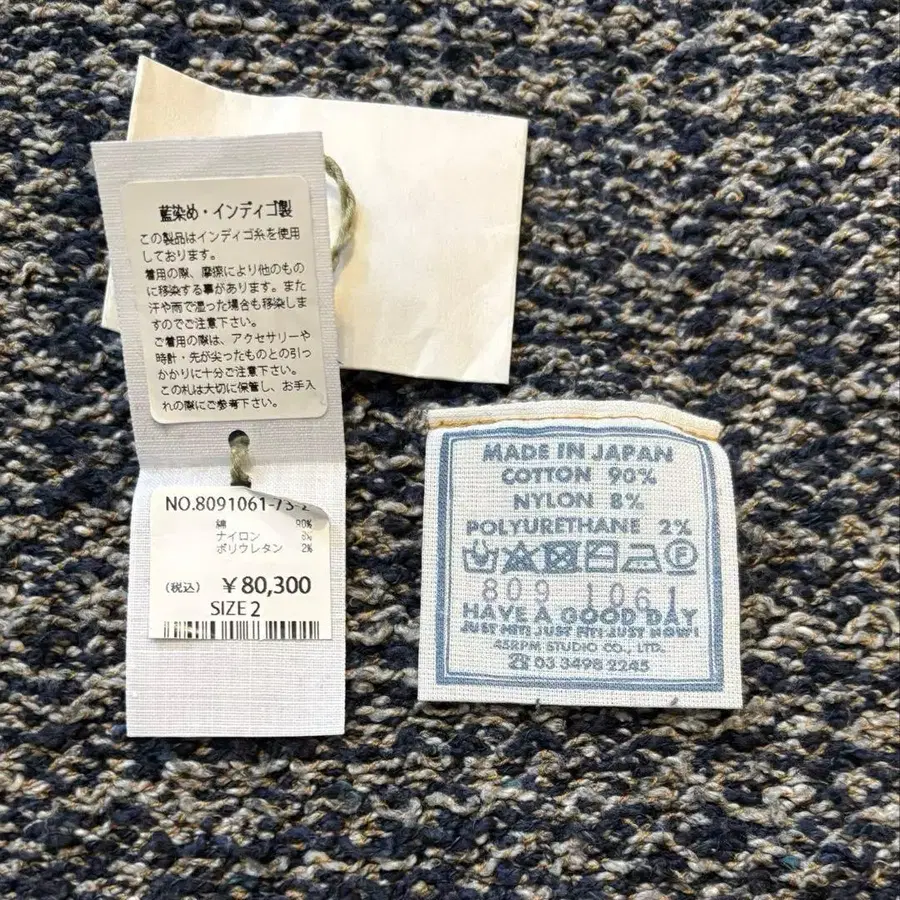 藍染め・インディゴ製
この製品はインディゴ糸を使用
しております。
着用の際、摩擦により他のもの
に移染する事があります。また
汗や雨で湿った場合も移染しま
すのでご注意下さい。
ご着用の際は、アクセサリーや
時計・先が尖ったものとの引っ
かかりに十分ご注意下さい。
この札は大切に保管し、お手入
れの際にご参考下さい。
NO.8091061-73-2
綿 90%
ナイロン 8%
ポリウレタン 2%
(税込) ￥80,300
SIZE 2
MADE IN JAPAN
COTTON 90%
NYLON 8%
POLYURETHANE 2%
809 1061
HAVE A GOOD DAY
JUST HIT! JUST FIT! JUST NOW!
45RPM STUDIO CO., LTD.
☎ 03 3498 2245